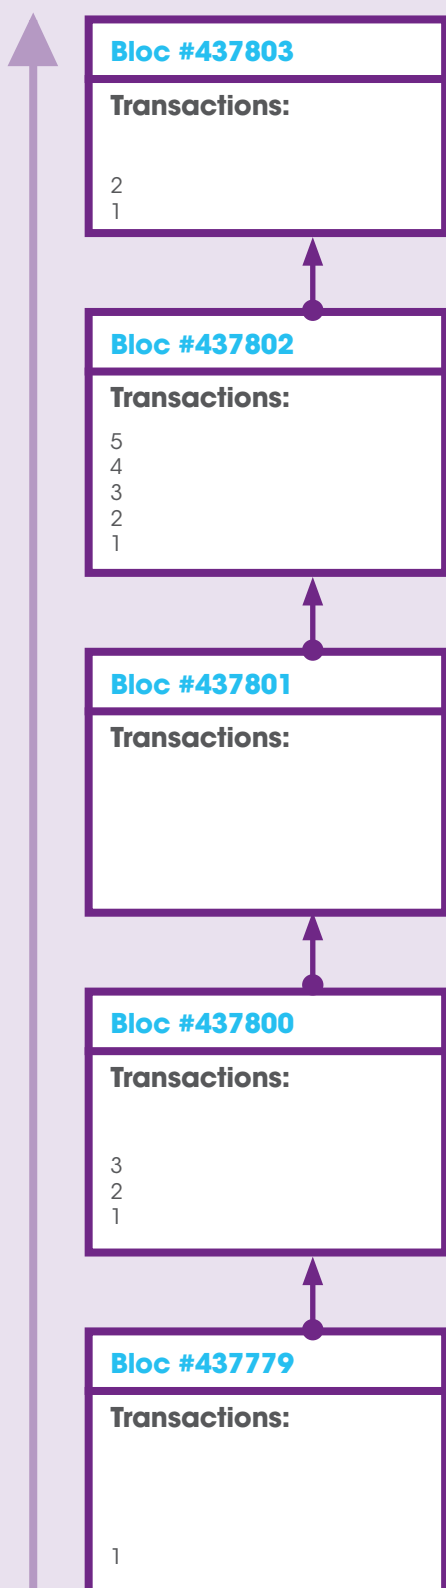 Bloc #437803
Transactions:
2
1
Bloc #437802
Transactions:
5
4
3
2
1
Bloc #437801
Transactions:
Bloc #437800
Transactions:
3
2
1
Bloc #437779
Transactions:
1